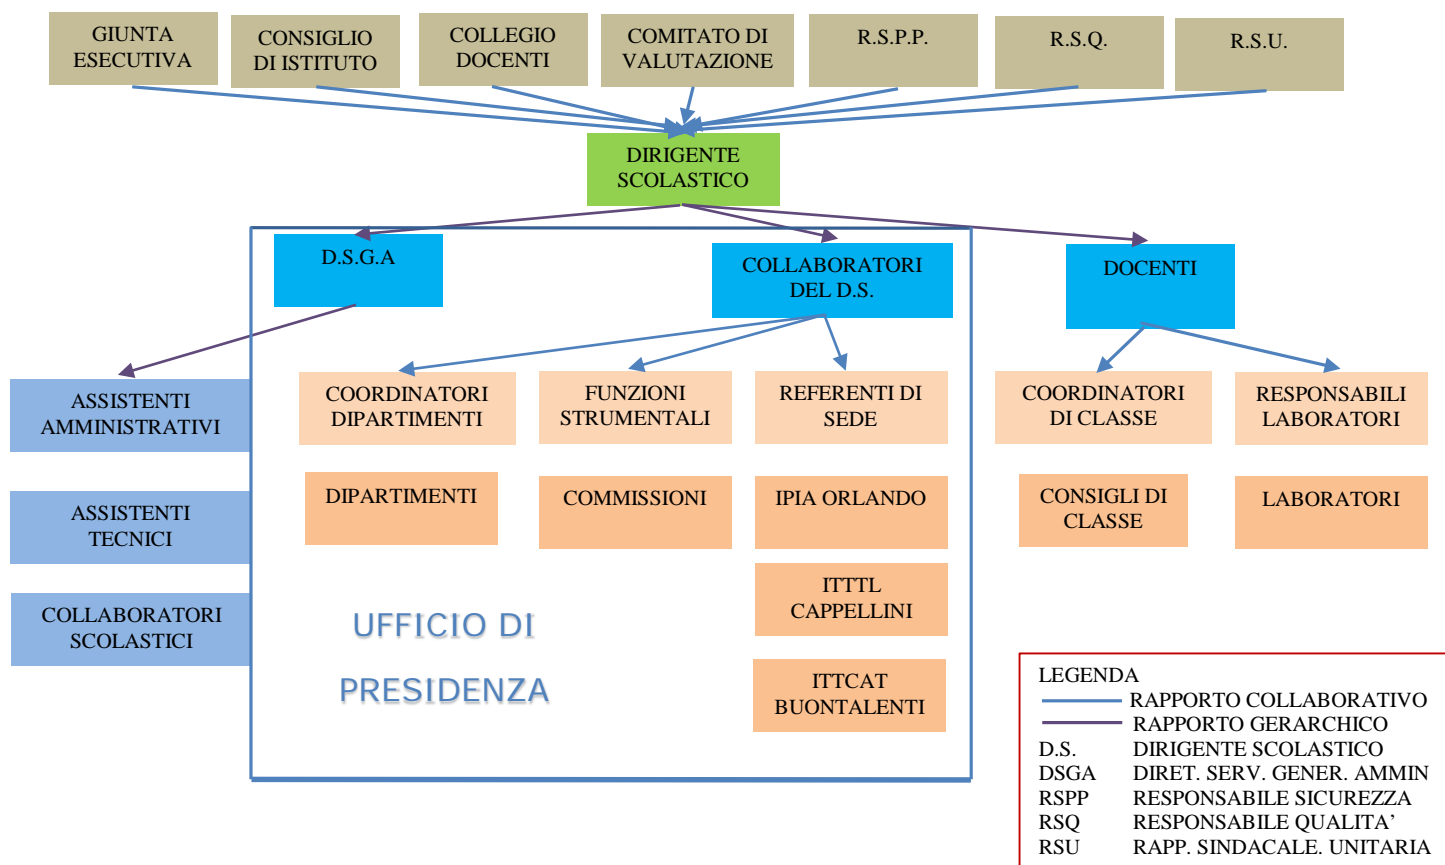 GIUNTA
ESECUTIVA
CONSIGLIO
DI ISTITUTO
COLLEGIO
DOCENTI
COMITATO DI
VALUTAZIONE
R.S.P.P.
R.S.Q.
R.S.U.
DIRIGENTE
SCOLASTICO
D.S.G.A
COLLABORATORI
DEL D.S.
DOCENTI
ASSISTENTI
AMMINISTRATIVI
COORDINATORI
DIPARTIMENTI
FUNZIONI
STRUMENTALI
REFERENTI DI
SEDE
COORDINATORI
DI CLASSE
RESPONSABILI
LABORATORI
ASSISTENTI
TECNICI
DIPARTIMENTI
COMMISSIONI
IPIA ORLANDO
CONSIGLI DI
CLASSE
LABORATORI
COLLABORATORI
SCOLASTICI
ITTTL
CAPPELLINI
ITTCAT
BUONTALENTI
UFFICIO DI
PRESIDENZA
LEGENDA
RAPPORTO COLLABORATIVO
RAPPORTO GERARCHICO
D.S. DIRIGENTE SCOLASTICO
DSGA DIRET. SERV. GENER. AMMIN
RSPP RESPONSABILE SICUREZZA
RSQ RESPONSABILE QUALITA’
RSU RAPP. SINDACALE. UNITARIA